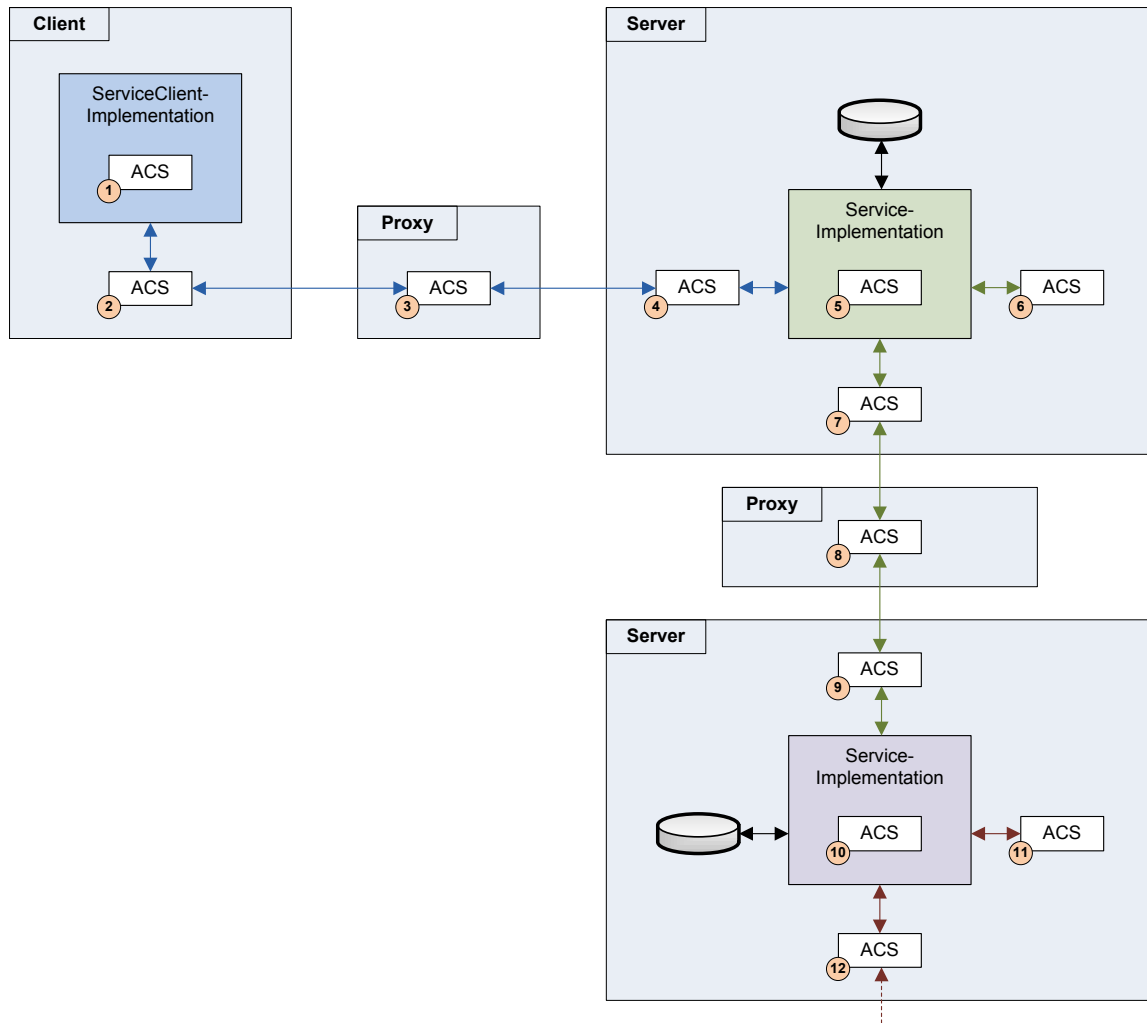 Client
ServiceClient-
Implementation
ACS
1
ACS
2
Proxy
ACS
3
Server
Service-
Implementation
ACS
4
ACS
5
ACS
6
ACS
7
Proxy
ACS
8
Server
ACS
9
Service-
Implementation
ACS
10
ACS
11
ACS
12